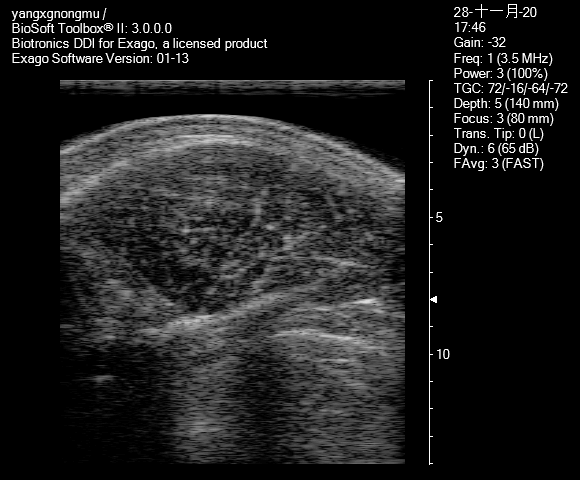 yangxgnongmu /
BioSoft Toolbox® II: 3.0.0.0
Biotronics DDI for Exago, a licensed product
Exago Software Version: 01-13
28-十一月-20
17:46
Gain: -32
Freq: 1 (3.5 MHz)
Power: 3 (100%)
TGC: 72/-16/-64/-72
Depth: 5 (140 mm)
Focus: 3 (80 mm)
Trans. Tip: 0 (L)
Dyn.: 6 (65 dB)
FAvg: 3 (FAST)
5
10